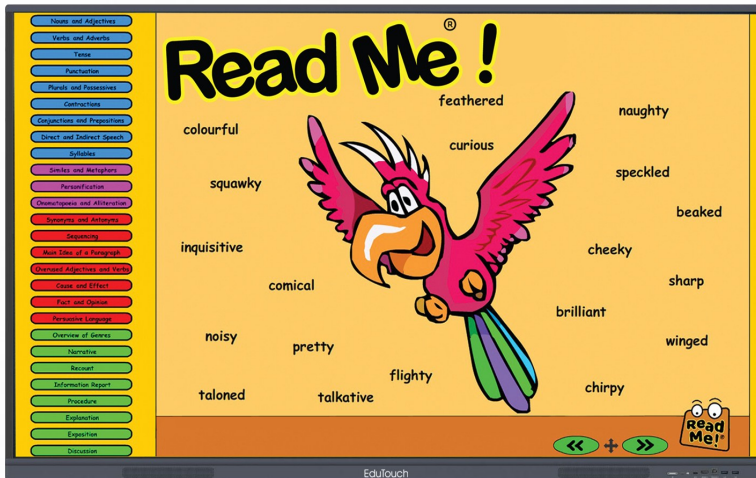 Nouns and Adjectives
Verbs and Adverbs
Tense
Punctuation
Plurals and Possessives
Contractions
Conjunctions and Prepositions
Direct and Indirect Speech
Syllables
Similes and Metaphors
Personification
Onomatopoeia and Alliteration
Synonyms and Antonyms
Sequencing
Main Idea of a Paragraph
Overused Adjectives and Verbs
Cause and Effect
Fact and Opinion
Persuasive Language
Overview of Genres
Narrative
Recount
Information Report
Procedure
Explanation
Exposition
Discussion
Read Me!®
feathered
naughty
colourful
curious
speckled
squawky
beaked
inquisitive
cheeky
comical
sharp
brilliant
noisy
pretty
winged
flighty
chirpy
taloned
talkative
Read
Me!®
EduTouch